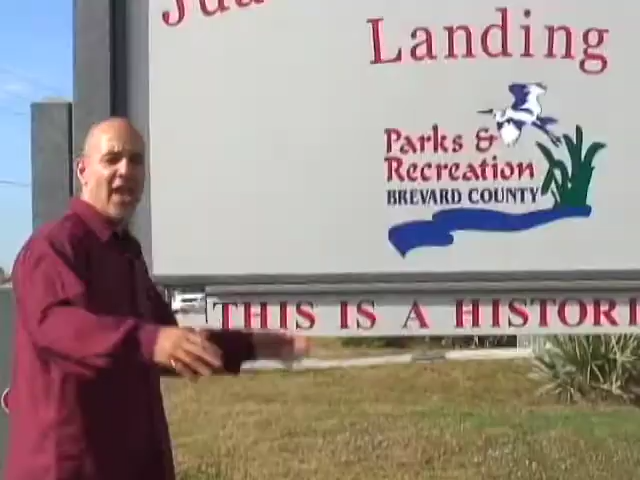 Landing
Parks &
Recreation
BREVARD COUNTY
THIS IS A HISTORI